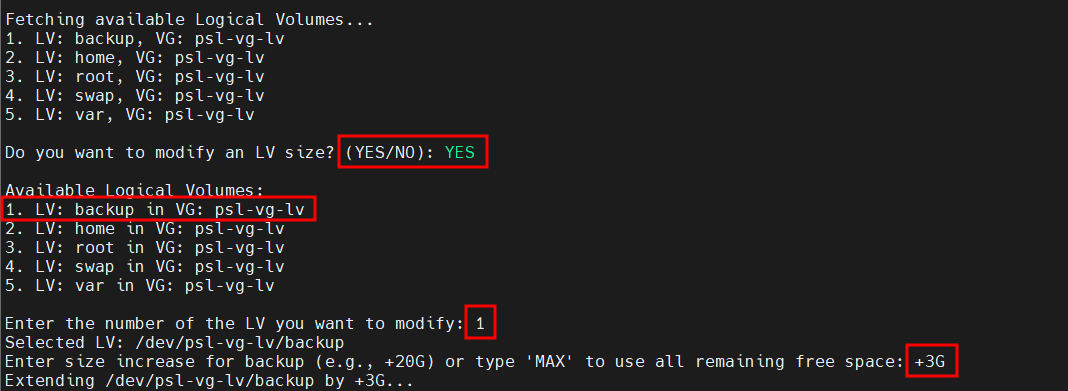 Fetching available Logical Volumes...
1. LV: backup, VG: psl-vg-lv
2. LV: home, VG: psl-vg-lv
3. LV: root, VG: psl-vg-lv
4. LV: swap, VG: psl-vg-lv
5. LV: var, VG: psl-vg-lv
Do you want to modify an LV size? (YES/NO): YES
Available Logical Volumes:
1. LV: backup in VG: psl-vg-lv
2. LV: home in VG: psl-vg-lv
3. LV: root in VG: psl-vg-lv
4. LV: swap in VG: psl-vg-lv
5. LV: var in VG: psl-vg-lv
Enter the number of the LV you want to modify: 1
Selected LV: /dev/psl-vg-lv/backup
Enter size increase for backup (e.g., +20G) or type 'MAX' to use all remaining free space: +3G
Extending /dev/psl-vg-lv/backup by +3G...